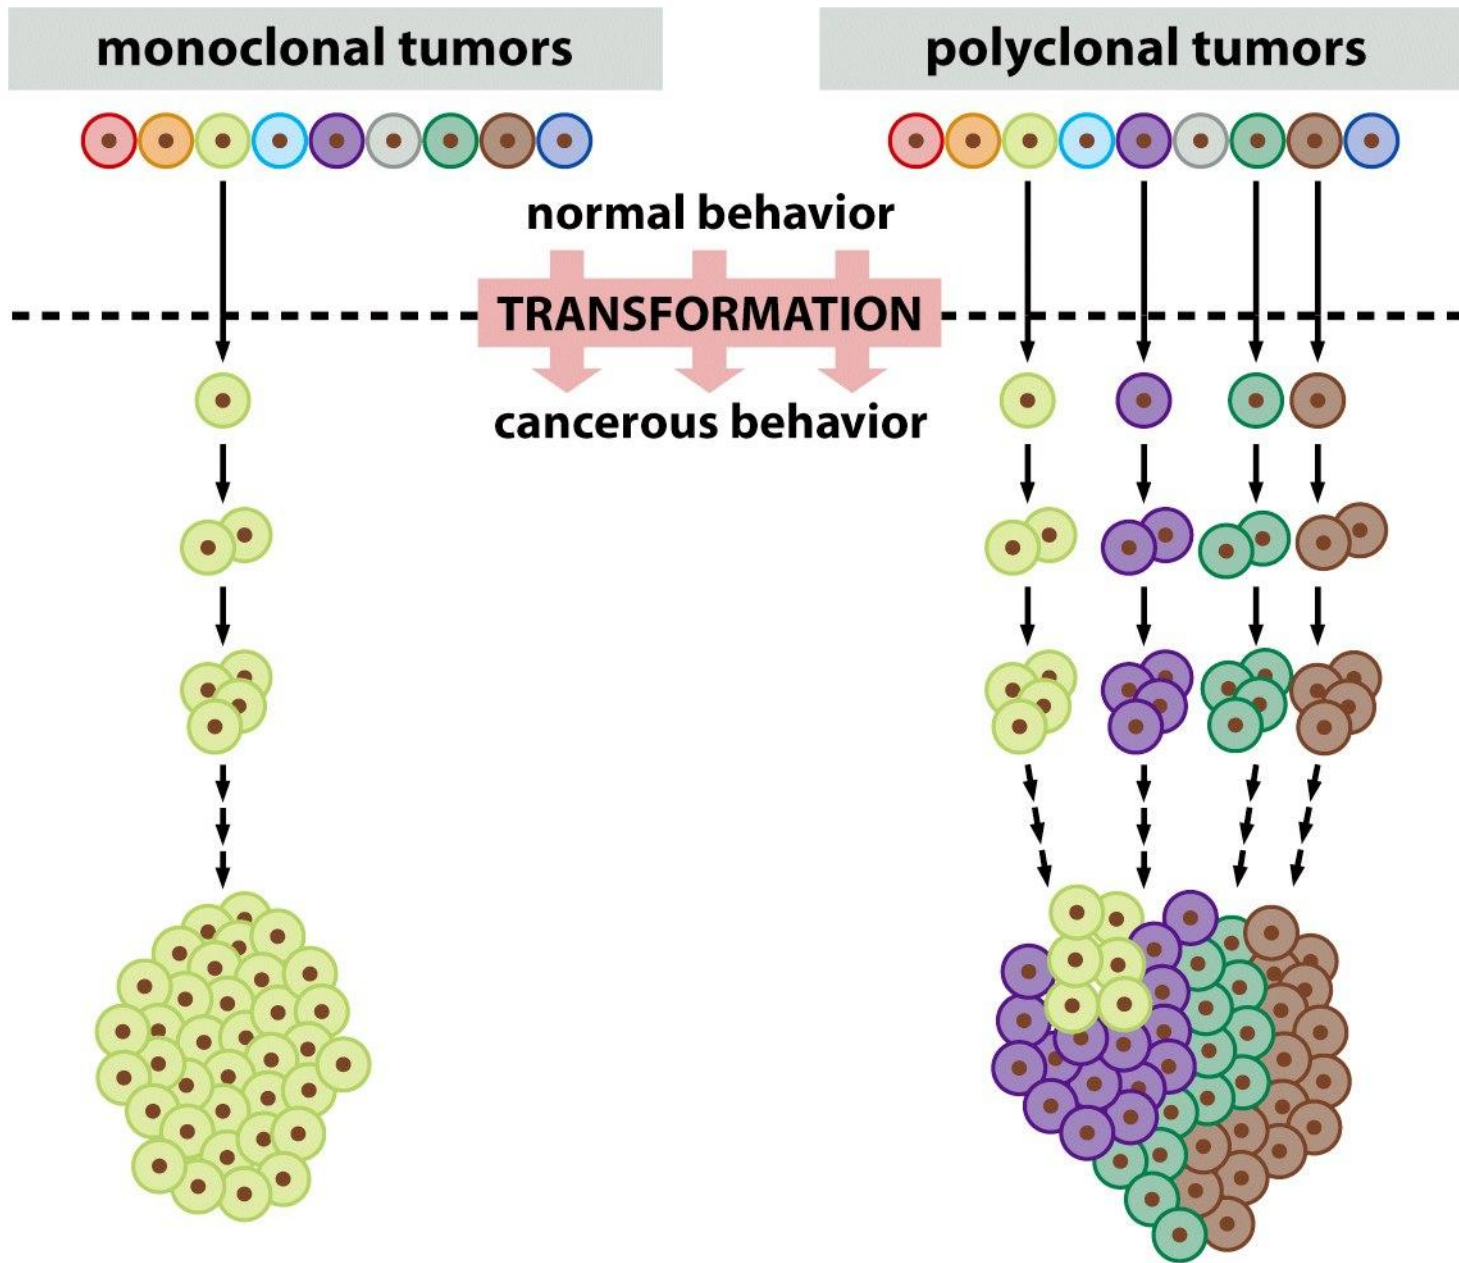 monoclonal tumors
polyclonal tumors
normal behavior
TRANSFORMATION
cancerous behavior